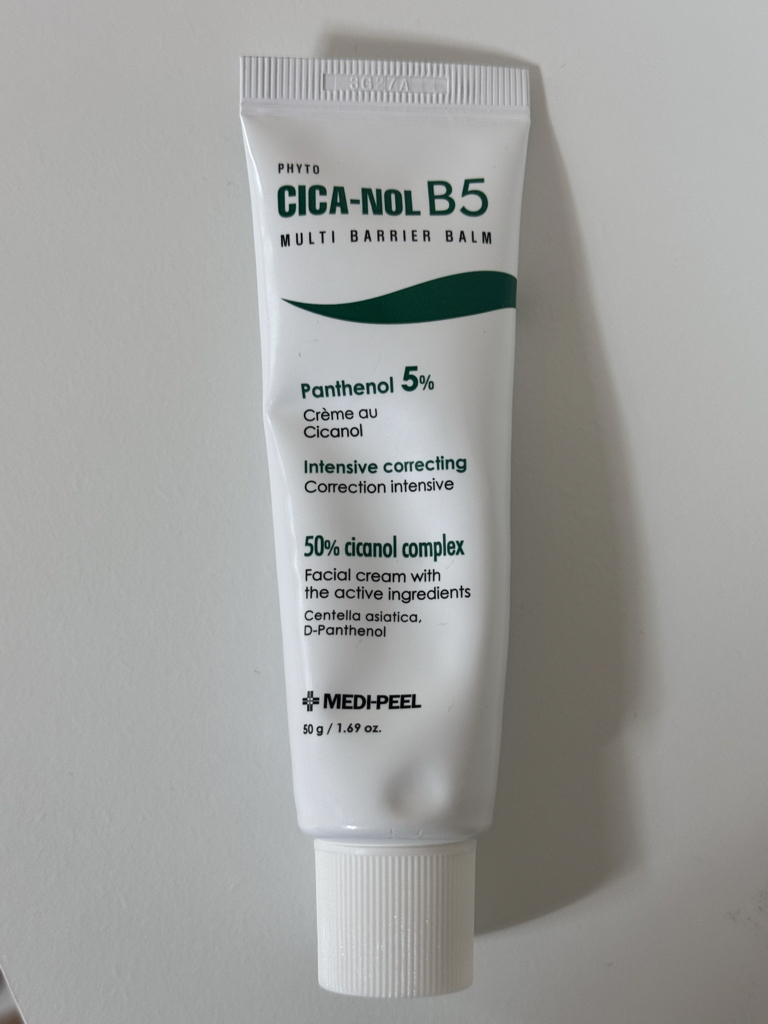 3G27A
PHYTO
CICA-NOL B5
MULTI BARRIER BALM
Panthenol 5%
Crème au
Cicanol
Intensive correcting
Correction intensive
50% cicanol complex
Facial cream with
the active ingredients
Centella asiatica,
D-Panthenol
MEDI-PEEL
50 g / 1.69 oz.